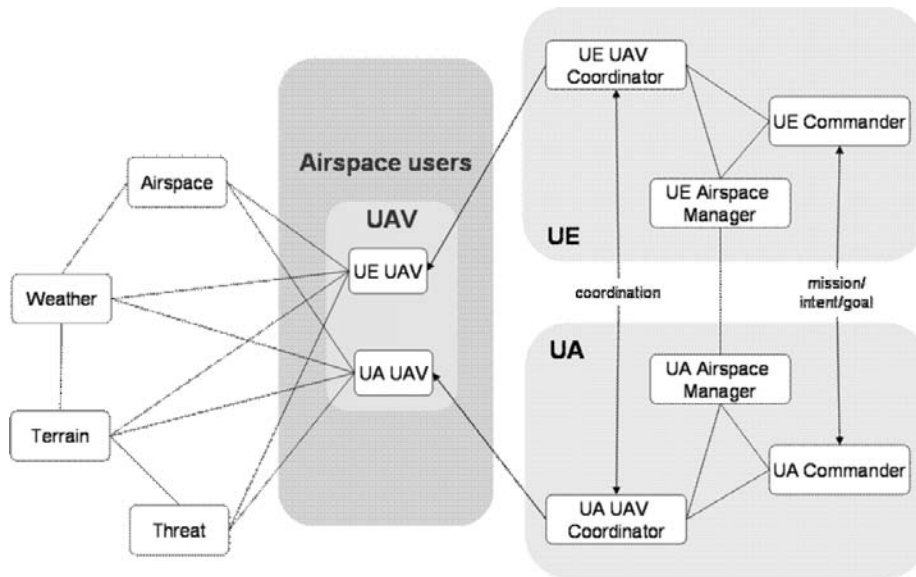 UE UAV
Coordinator
UE Commander
Airspace users
Airspace
UE Airspace
Manager
UAV
UE
UE UAV
Weather
coordination
mission/
intent/goal
UA
UA Airspace
Manager
UA UAV
Terrain
UA Commander
UA UAV
Coordinator
Threat